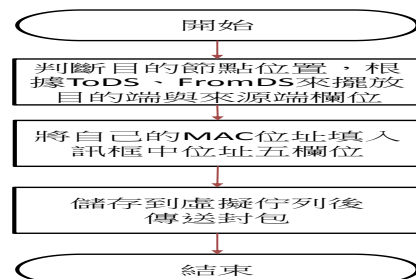 開始
判斷目的節點位置，根
據ToDS、FromDS來擺放
目的端與來源端欄位
將自己的MAC位址填入
訊框中位址五欄位
儲存到虛擬佇列後
傳送封包
結束